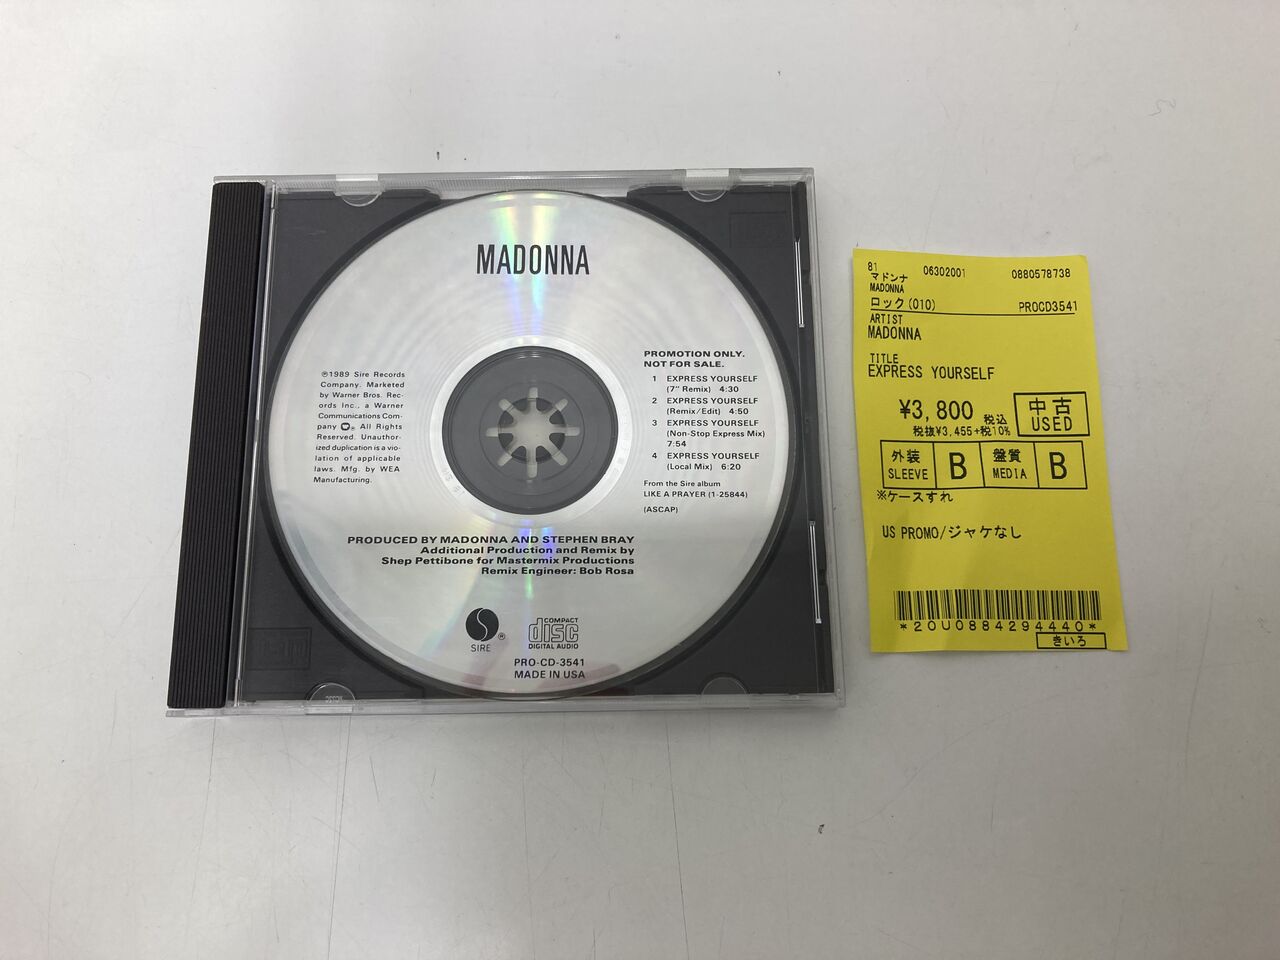 MADONNA
℗1989 Sire Records
Company. Marketed
by Warner Bros. Rec-
ords Inc., a Warner
Communications Com-
pany ®. All Rights
Reserved. Unauthor-
ized duplication is a vio-
lation of applicable
laws. Mfg. by WEA
Manufacturing.
PROMOTION ONLY.
NOT FOR SALE.
1 EXPRESS YOURSELF
(7" Remix) 4:30
2 EXPRESS YOURSELF
(Remix/Edit) 4:50
3 EXPRESS YOURSELF
(Non-Stop Express Mix)
7:54
4 EXPRESS YOURSELF
(Local Mix) 6:20
From the Sire album
LIKE A PRAYER (1-25844)
(ASCAP)
PRODUCED BY MADONNA AND STEPHEN BRAY
Additional Production and Remix by
Shep Pettibone for Mastermix Productions
Remix Engineer: Bob Rosa
SIRE ®
COMPACT
disc
DIGITAL AUDIO
PRO-CD-3541
MADE IN USA
81 06302001 0880578738
マドンナ
MADONNA
ロック(010) PROCD3541
ARTIST
MADONNA
TITLE
EXPRESS YOURSELF
¥3,800 税込
税抜¥3,455+税10%
中古
USED
外装
SLEEVE
B
盤質
MEDIA
B
※ケースすれ
US PROMO/ジャケなし
*20U0884294440*
きいろ